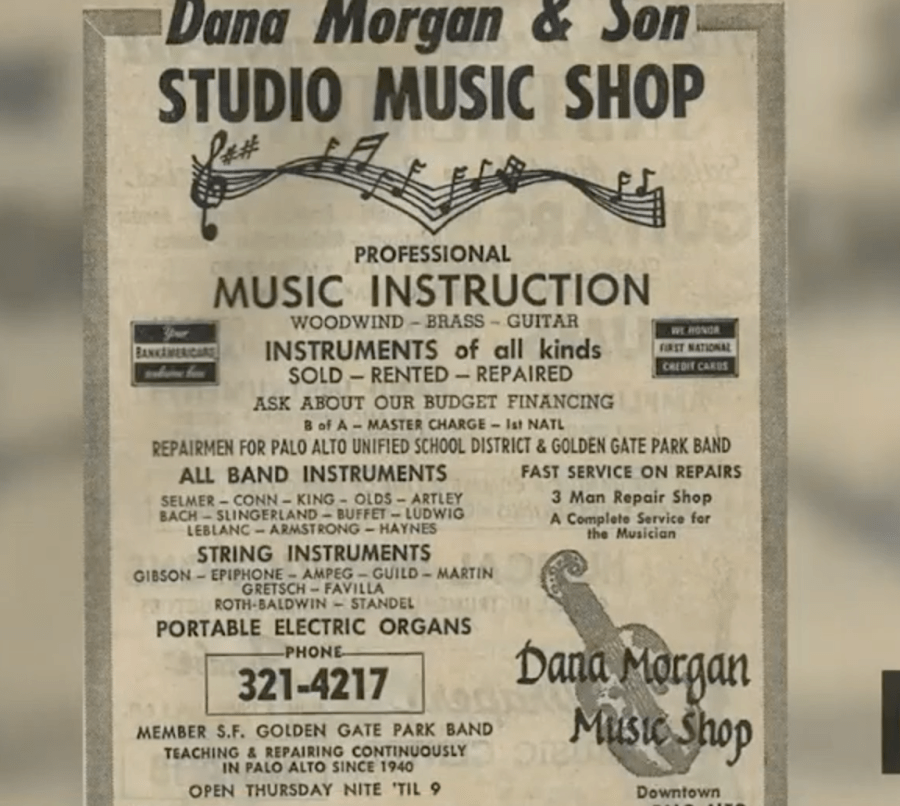 Dana Morgan & Son
STUDIO MUSIC SHOP
PROFESSIONAL
MUSIC INSTRUCTION
WOODWIND – BRASS – GUITAR
Your
BANKAMERICARD
welcome here
WE HONOR
FIRST NATIONAL
CREDIT CARDS
INSTRUMENTS of all kinds
SOLD – RENTED – REPAIRED
ASK ABOUT OUR BUDGET FINANCING
B of A – MASTER CHARGE – 1st NATL
REPAIRMEN FOR PALO ALTO UNIFIED SCHOOL DISTRICT & GOLDEN GATE PARK BAND
ALL BAND INSTRUMENTS
SELMER – CONN – KING – OLDS – ARTLEY
BACH – SLINGERLAND – BUFFET – LUDWIG
LEBLANC – ARMSTRONG – HAYNES
STRING INSTRUMENTS
GIBSON – EPIPHONE – AMPEG – GUILD – MARTIN
GRETSCH – FAVILLA
ROTH-BALDWIN – STANDEL
PORTABLE ELECTRIC ORGANS
PHONE
321-4217
MEMBER S.F. GOLDEN GATE PARK BAND
TEACHING & REPAIRING CONTINUOUSLY
IN PALO ALTO SINCE 1940
OPEN THURSDAY NITE 'TIL 9
FAST SERVICE ON REPAIRS
3 Man Repair Shop
A Complete Service for
the Musician
Dana Morgan
Music Shop
Downtown